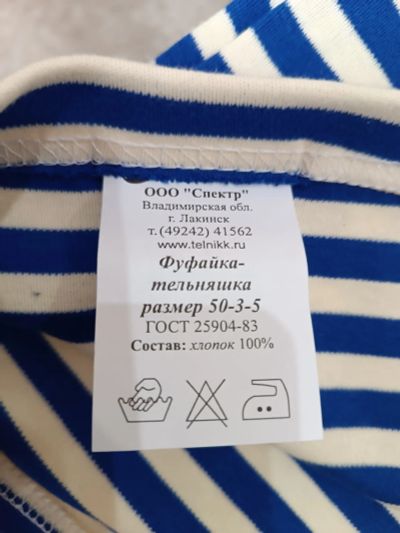 ООО "Спектр"
Владимирская обл.
г. Лакинск
т.(49242) 41562
www.telnikk.ru
Фуфайка-
тельняшка
размер 50-3-5
ГОСТ 25904-83
Состав: хлопок 100%